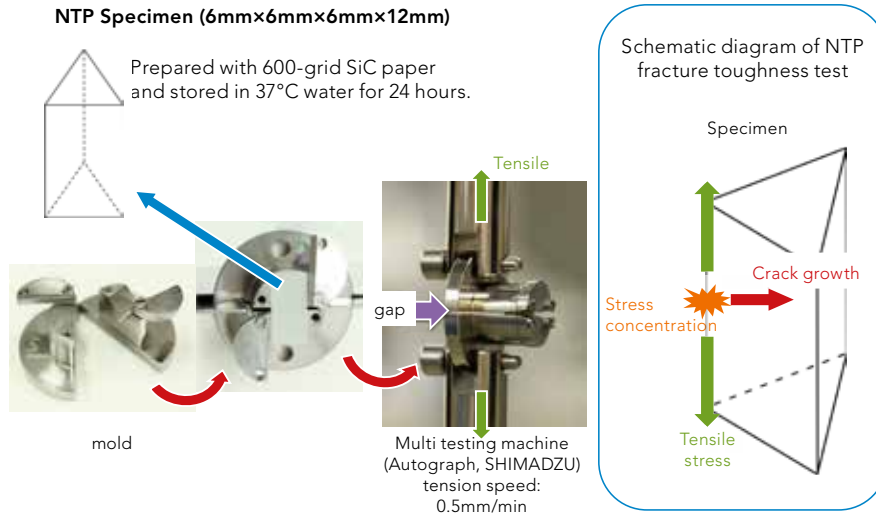 NTP Specimen (6mm×6mm×6mm×12mm)
Prepared with 600-grid SiC paper
and stored in 37°C water for 24 hours.
Tensile
gap
mold
Multi testing machine
(Autograph, SHIMADZU)
tension speed:
0.5mm/min
Schematic diagram of NTP
fracture toughness test
Specimen
Crack growth
Stress
concentration
Tensile
stress